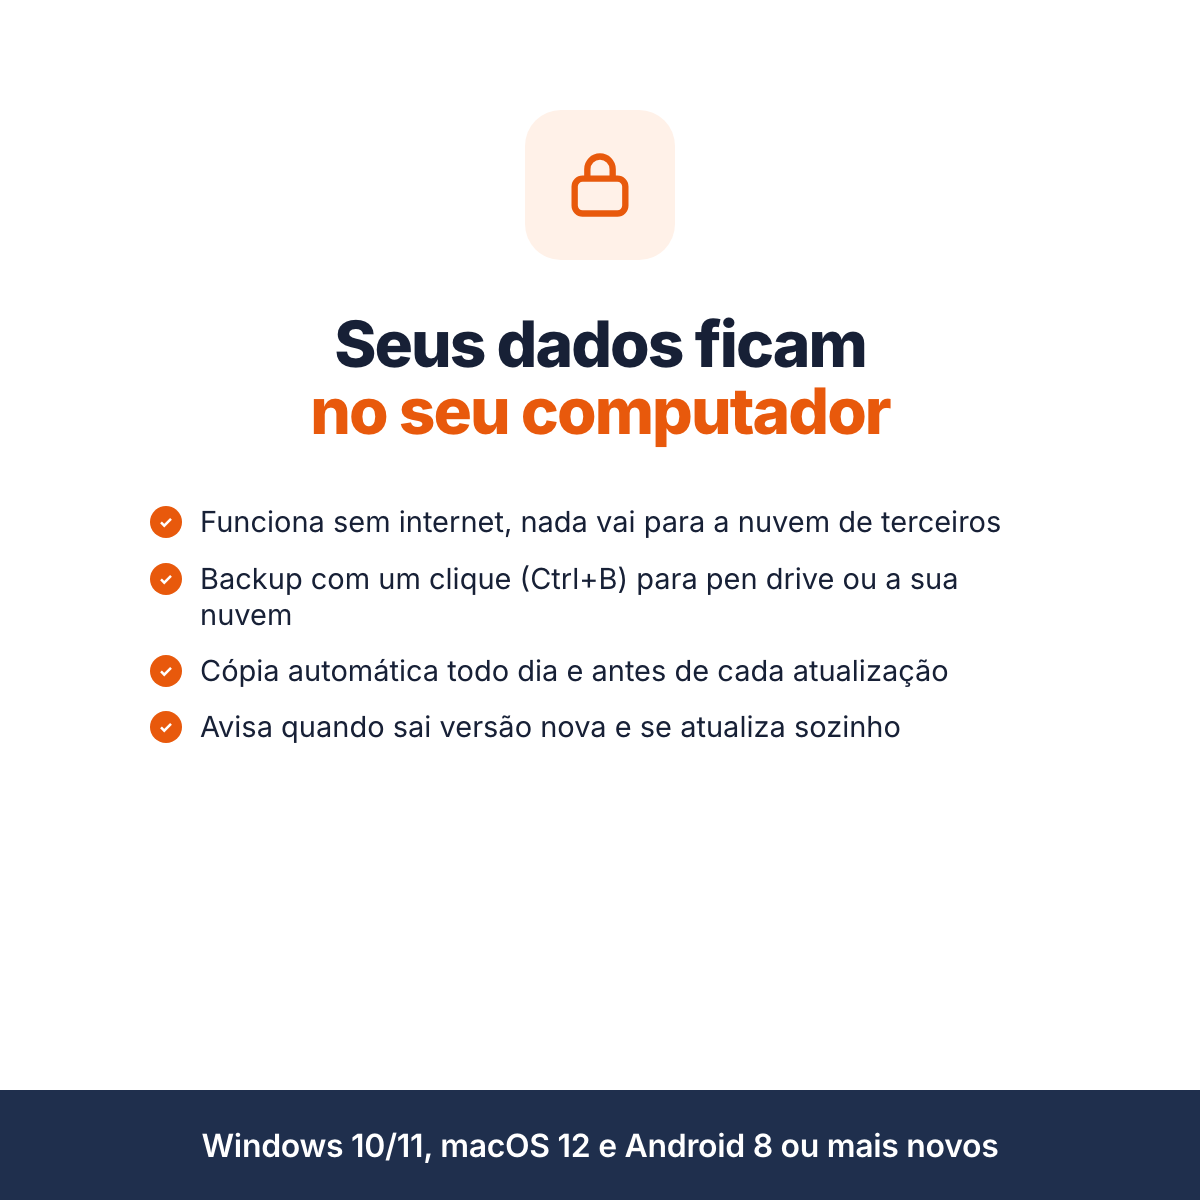 Seus dados ficam
no seu computador
Funciona sem internet, nada vai para a nuvem de terceiros
Backup com um clique (Ctrl+B) para pen drive ou a sua
nuvem
Cópia automática todo dia e antes de cada atualização
Avisa quando sai versão nova e se atualiza sozinho
Windows 10/11, macOS 12 e Android 8 ou mais novos